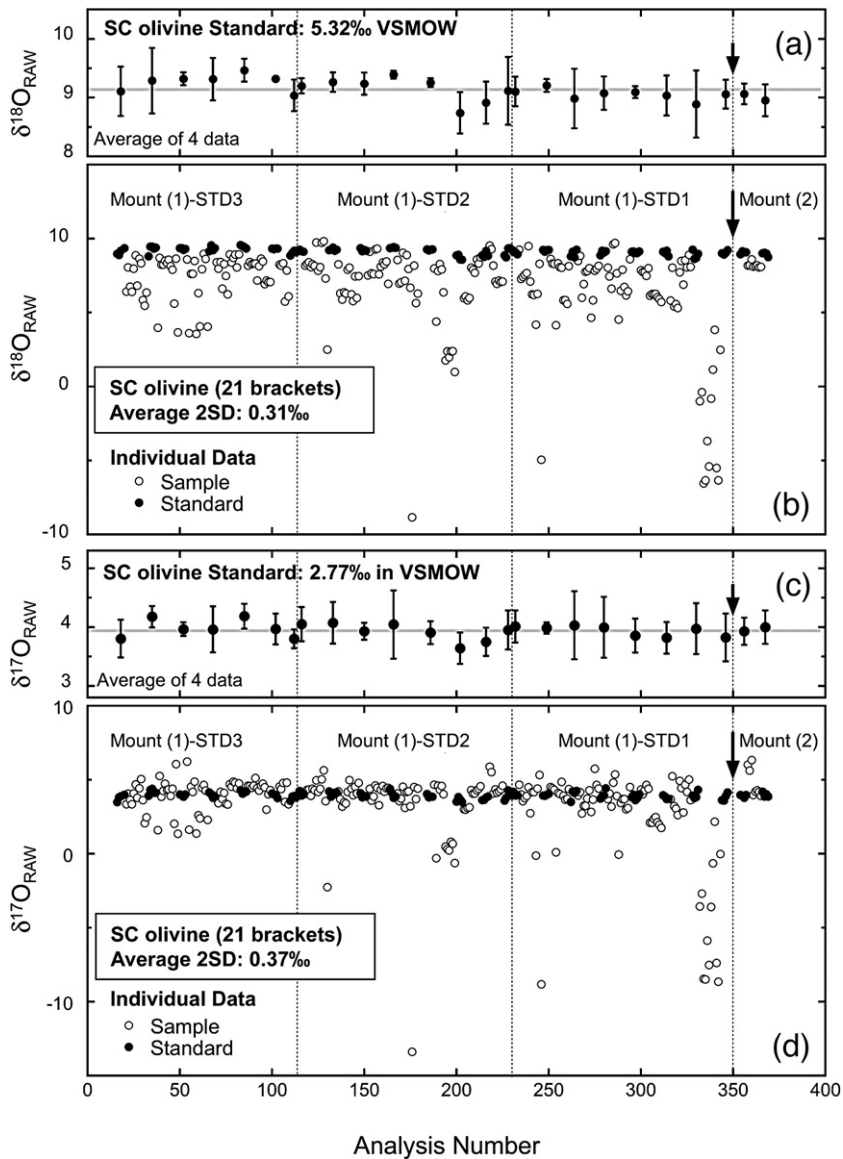 SC olivine Standard: 5.32‰ VSMOW
(a)
10
9
8
δ18ORAW
Average of 4 data
Mount (1)-STD3 Mount (1)-STD2 Mount (1)-STD1 Mount (2)
10
0
-10
δ18ORAW
SC olivine (21 brackets)
Average 2SD: 0.31‰
Individual Data
Sample
Standard
(b)
SC olivine Standard: 2.77‰ in VSMOW
(c)
5
4
3
δ17ORAW
Average of 4 data
Mount (1)-STD3 Mount (1)-STD2 Mount (1)-STD1 Mount (2)
10
0
-10
δ17ORAW
SC olivine (21 brackets)
Average 2SD: 0.37‰
Individual Data
Sample
Standard
(d)
0 50 100 150 200 250 300 350 400
Analysis Number